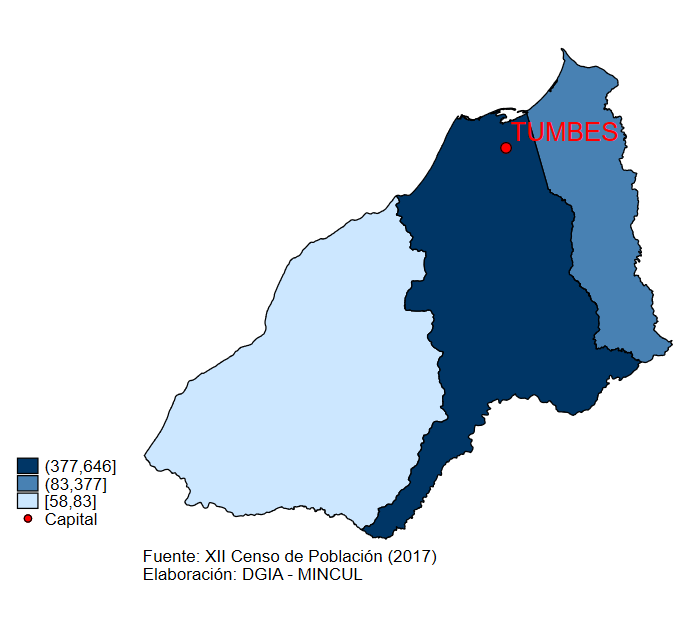 TUMBES
(377,646]
(83,377]
[58,83]
Capital
Fuente: XII Censo de Población (2017)
Elaboración: DGIA - MINCUL